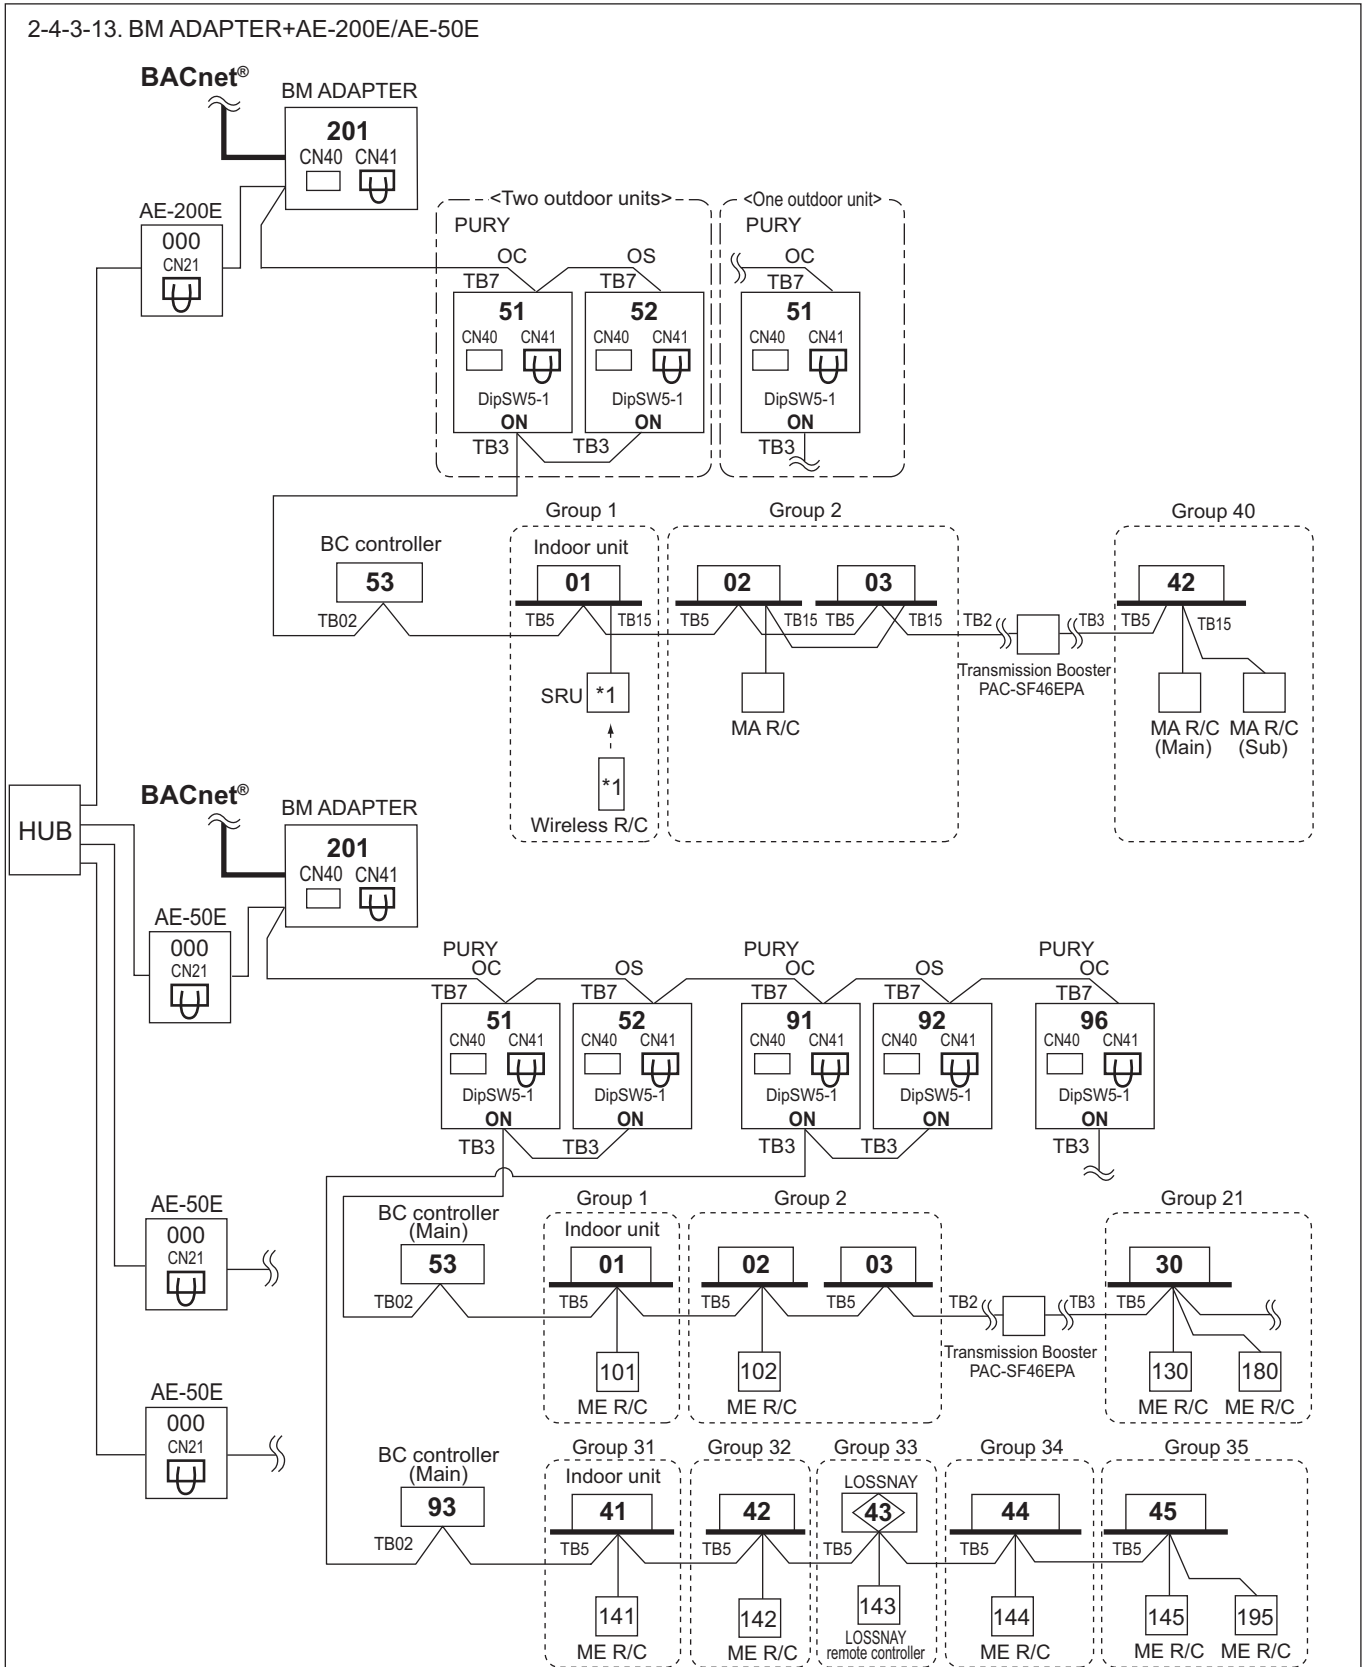 2-4-3-13. BM ADAPTER+AE-200E/AE-50E
BACnet®
BM ADAPTER
201
CN40 CN41
AE-200E
000
CN21
<Two outdoor units>
PURY
OC
OS
TB7
TB7
51
CN40 CN41
DipSW5-1
ON
52
CN40 CN41
DipSW5-1
ON
TB3
TB3
<One outdoor unit>
PURY
OC
TB7
51
CN40 CN41
DipSW5-1
ON
TB3
BC controller
53
TB02
Group 1
Indoor unit
01
TB5
TB15
SRU
*1
*1
Wireless R/C
Group 2
02
03
TB5
TB15
TB5
TB15
MA R/C
TB2
TB3
Transmission Booster
PAC-SF46EPA
Group 40
42
TB5
TB15
MA R/C
(Main)
MA R/C
(Sub)
HUB
BACnet®
BM ADAPTER
201
CN40 CN41
AE-50E
000
CN21
PURY
OC
OS
TB7
TB7
51
CN40 CN41
DipSW5-1
ON
52
CN40 CN41
DipSW5-1
ON
TB3
TB3
PURY
OC
OS
TB7
TB7
91
CN40 CN41
DipSW5-1
ON
92
CN40 CN41
DipSW5-1
ON
TB3
TB3
PURY
OC
TB7
96
CN40 CN41
DipSW5-1
ON
TB3
AE-50E
000
CN21
BC controller
(Main)
53
TB02
Group 1
Indoor unit
01
TB5
101
ME R/C
Group 2
02
03
TB5
TB5
102
ME R/C
TB2
TB3
Transmission Booster
PAC-SF46EPA
Group 21
30
TB5
130
180
ME R/C
ME R/C
AE-50E
000
CN21
BC controller
(Main)
93
TB02
Group 31
Indoor unit
41
TB5
141
ME R/C
Group 32
42
TB5
142
ME R/C
Group 33
LOSSNAY
43
TB5
143
LOSSNAY
remote controller
Group 34
44
TB5
144
ME R/C
Group 35
45
TB5
145
195
ME R/C
ME R/C